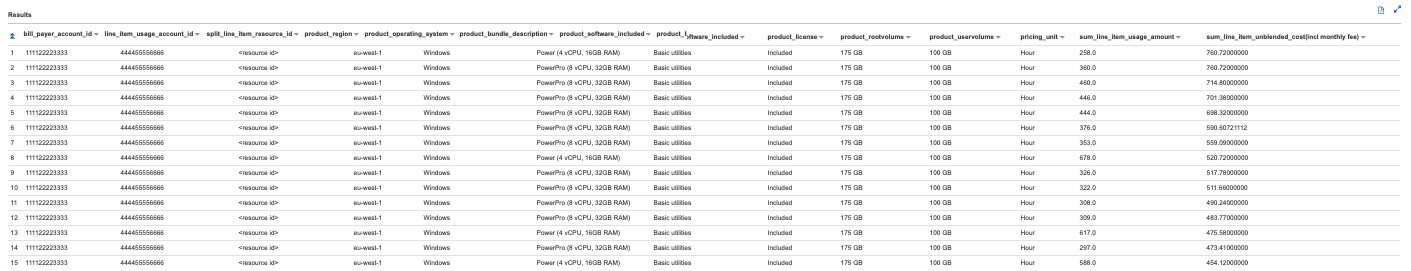 Results
bill_payer_account_id line_item_usage_account_id split_line_item_resource_id product_region product_operating_system product_bundle_description product_software_included product_l ftware_included product_license product_rootvolume product_uservolume pricing_unit sum_line_item_usage_amount sum_line_item_unblended_cost(incl monthly fee)
1 111122223333 444455556666 <resource id> eu-west-1 Windows Power (4 vCPU, 16GB RAM) Basic utilities Included 175 GB 100 GB Hour 258.0 760.72000000
2 111122223333 444455556666 <resource id> eu-west-1 Windows PowerPro (8 vCPU, 32GB RAM) Basic utilities Included 175 GB 100 GB Hour 360.0 760.72000000
3 111122223333 444455556666 <resource id> eu-west-1 Windows PowerPro (8 vCPU, 32GB RAM) Basic utilities Included 175 GB 100 GB Hour 460.0 714.80000000
4 111122223333 444455556666 <resource id> eu-west-1 Windows PowerPro (8 vCPU, 32GB RAM) Basic utilities Included 175 GB 100 GB Hour 446.0 701.38000000
5 111122223333 444455556666 <resource id> eu-west-1 Windows PowerPro (8 vCPU, 32GB RAM) Basic utilities Included 175 GB 100 GB Hour 444.0 698.32000000
6 111122223333 444455556666 <resource id> eu-west-1 Windows PowerPro (8 vCPU, 32GB RAM) Basic utilities Included 175 GB 100 GB Hour 376.0 590.60721112
7 111122223333 444455556666 <resource id> eu-west-1 Windows PowerPro (8 vCPU, 32GB RAM) Basic utilities Included 175 GB 100 GB Hour 353.0 559.09000000
8 111122223333 444455556666 <resource id> eu-west-1 Windows Power (4 vCPU, 16GB RAM) Basic utilities Included 175 GB 100 GB Hour 678.0 520.72000000
9 111122223333 444455556666 <resource id> eu-west-1 Windows PowerPro (8 vCPU, 32GB RAM) Basic utilities Included 175 GB 100 GB Hour 326.0 517.78000000
10 111122223333 444455556666 <resource id> eu-west-1 Windows PowerPro (8 vCPU, 32GB RAM) Basic utilities Included 175 GB 100 GB Hour 322.0 511.66000000
11 111122223333 444455556666 <resource id> eu-west-1 Windows PowerPro (8 vCPU, 32GB RAM) Basic utilities Included 175 GB 100 GB Hour 308.0 490.24000000
12 111122223333 444455556666 <resource id> eu-west-1 Windows PowerPro (8 vCPU, 32GB RAM) Basic utilities Included 175 GB 100 GB Hour 309.0 483.77000000
13 111122223333 444455556666 <resource id> eu-west-1 Windows Power (4 vCPU, 16GB RAM) Basic utilities Included 175 GB 100 GB Hour 617.0 475.58000000
14 111122223333 444455556666 <resource id> eu-west-1 Windows PowerPro (8 vCPU, 32GB RAM) Basic utilities Included 175 GB 100 GB Hour 297.0 473.41000000
15 111122223333 444455556666 <resource id> eu-west-1 Windows Power (4 vCPU, 16GB RAM) Basic utilities Included 175 GB 100 GB Hour 588.0 454.12000000